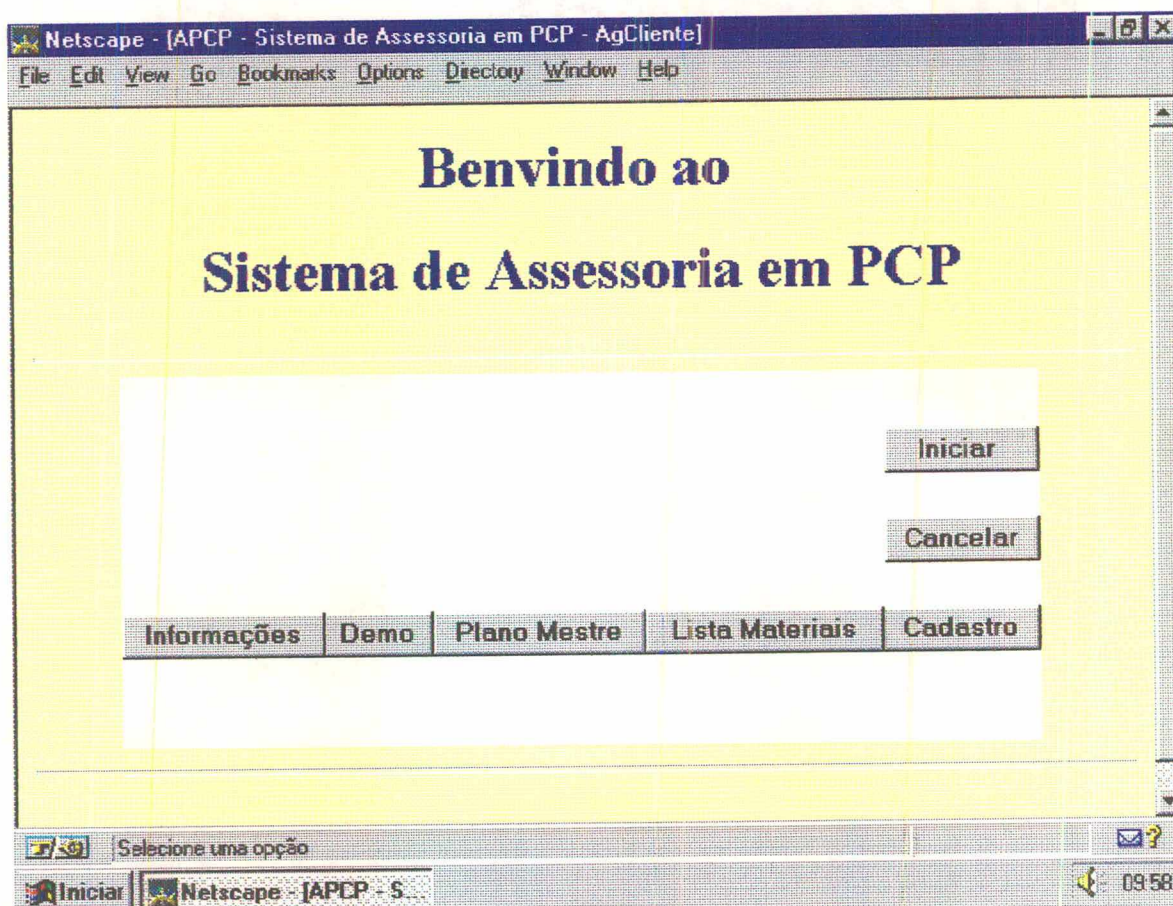 Netscape - [APCP - Sistema de Assessoria em PCP - AgCliente]
File Edit View Go Bookmarks Options Directory Window Help
Benvindo ao
Sistema de Assessoria em PCP
Iniciar
Cancelar
Informações Demo Plano Mestre Lista Materiais Cadastro
Selecione uma opção
Iniciar Netscape - [APCP - S... 09:58